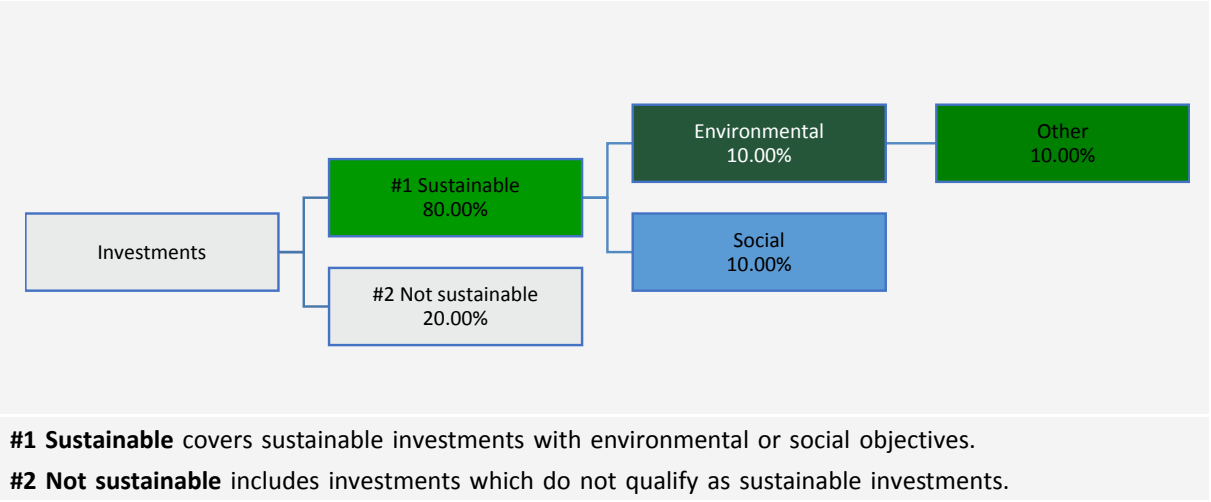 Investments
#1 Sustainable
80.00%
#2 Not sustainable
20.00%
Environmental
10.00%
Social
10.00%
Other
10.00%
#1 Sustainable covers sustainable investments with environmental or social objectives.
#2 Not sustainable includes investments which do not qualify as sustainable investments.